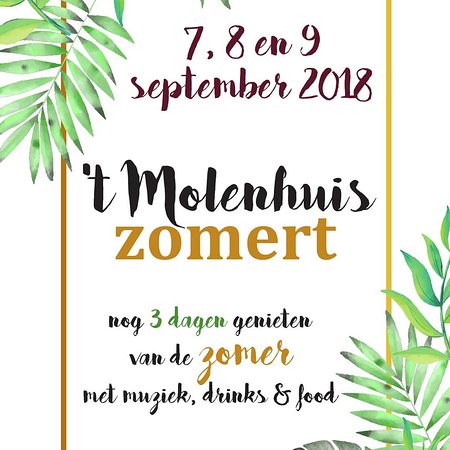 7, 8 en 9
september 2018
't Molenhuis
zomert
nog 3 dagen genieten
van de zomer
met muziek, drinks & food